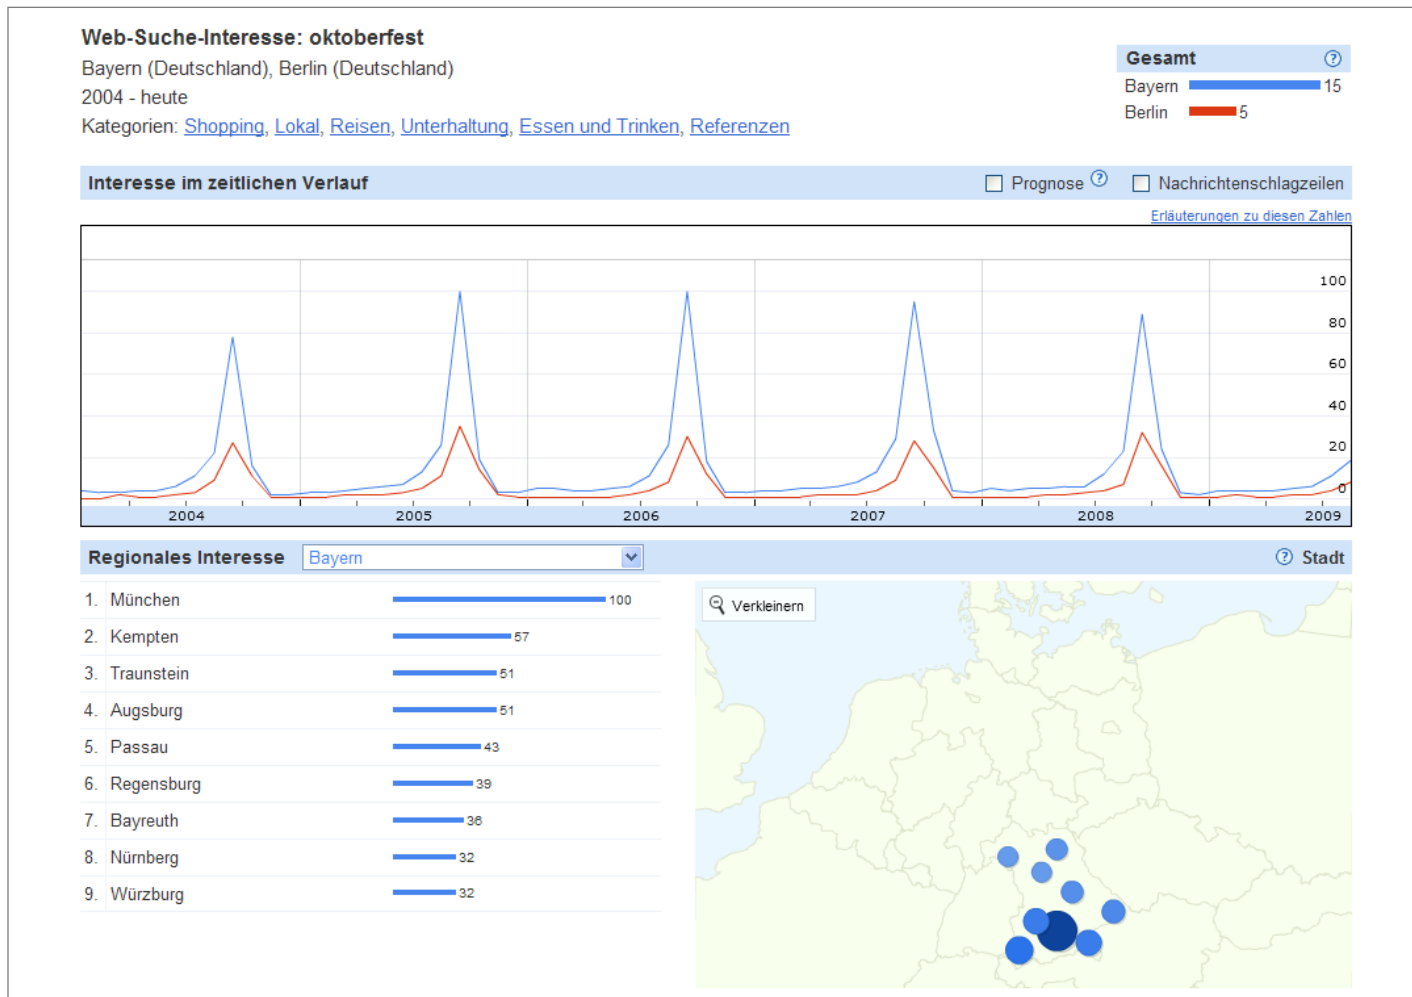 Web-Suche-Interesse: oktoberfest
Bayern (Deutschland), Berlin (Deutschland)
2004 - heute
Kategorien: Shopping, Lokal, Reisen, Unterhaltung, Essen und Trinken, Referenzen
Gesamt ?
Bayern 15
Berlin 5
Interesse im zeitlichen Verlauf Prognose ? Nachrichtenschlagzeilen
Erläuterungen zu diesen Zahlen
100
80
60
40
20
0
2004 2005 2006 2007 2008 2009
Regionales Interesse Bayern ? Stadt
1. München 100
2. Kempten 57
3. Traunstein 51
4. Augsburg 51
5. Passau 43
6. Regensburg 39
7. Bayreuth 36
8. Nürnberg 32
9. Würzburg 32
Verkleinern